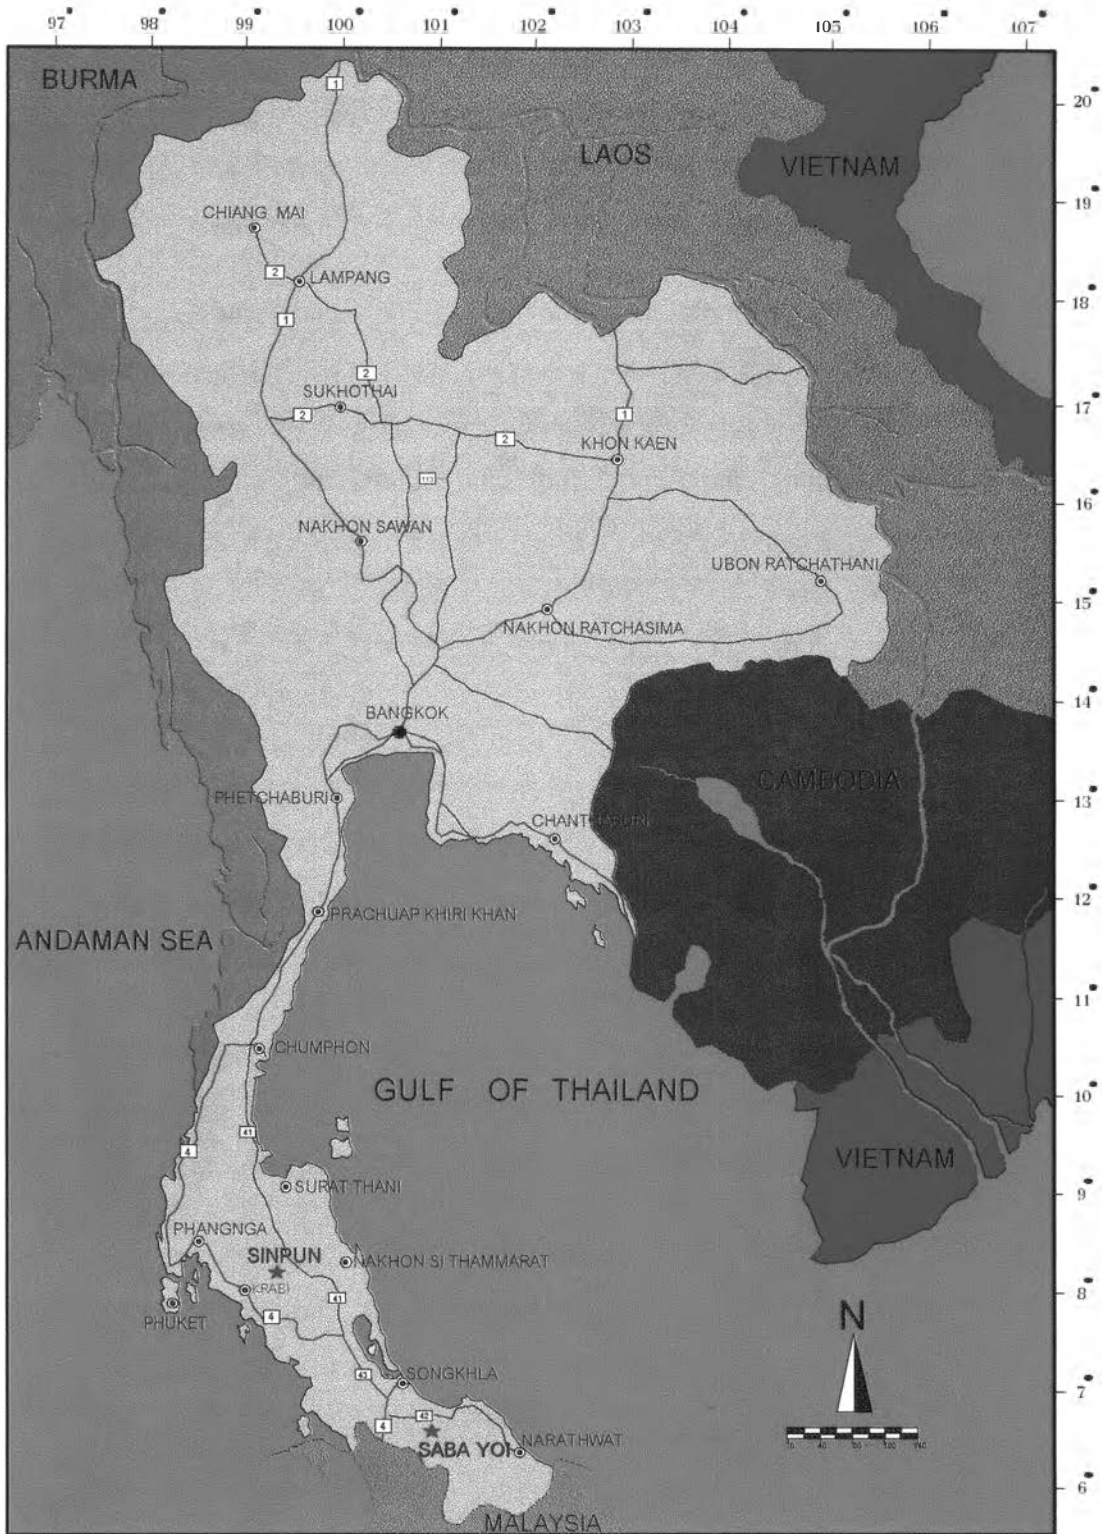 97° 98° 99° 100° 101° 102° 103° 104° 105° 106° 107°
BURMA
20°
LAOS
VIETNAM
19°
CHIANG MAI
2
LAMPANG
1
1
18°
2
SUKHOTHAI
2
17°
1
2
KHON KAEN
113
16°
NAKHON SAWAN
UBON RATCHATHANI
15°
NAKHON RATCHASIMA
14°
BANGKOK
CAMBODIA
PHETCHABURI
13°
12°
PRACHUAP KHIRI KHAN
ANDAMAN SEA
11°
CHUMPHON
GULF OF THAILAND
10°
41
4
VIETNAM
SURAT THANI
9°
PHANGNGA
SINPUN
NAKHON SI THAMMARAT
KRABI
8°
41
4
PHUKET
N
SONGKHLA
43
7°
42
4
SABA YOI
NARATHWAT
6°
MALAYSIA